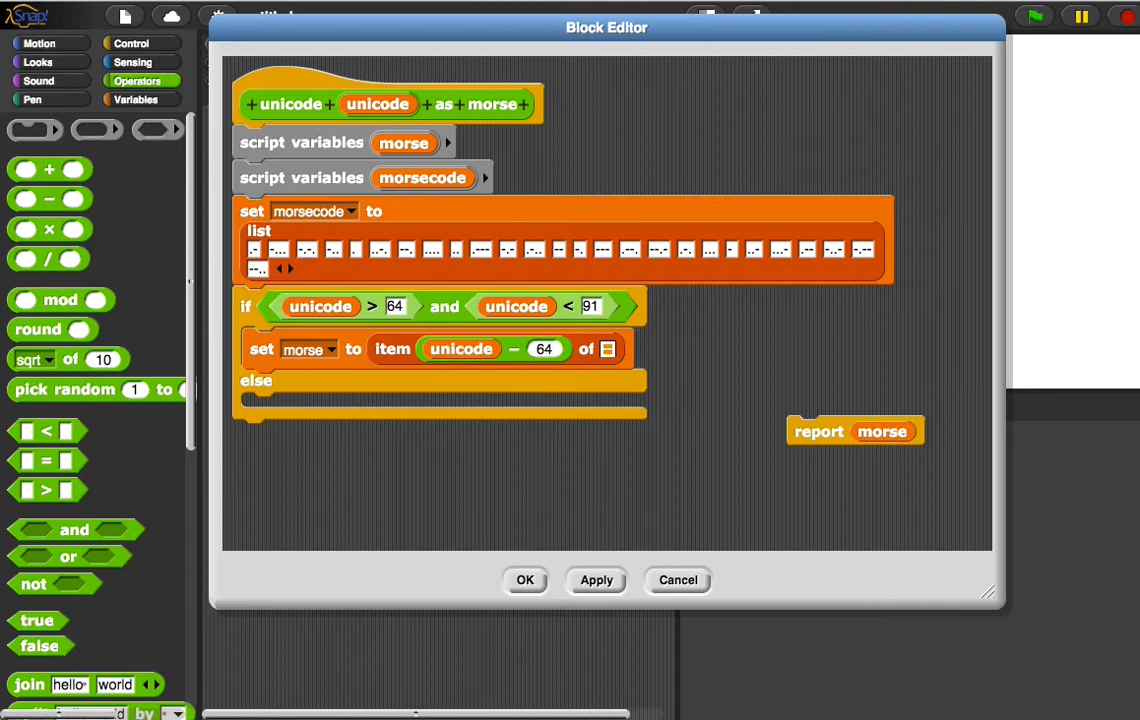 Snap!
Block Editor
Motion Control
Looks Sensing
Sound Operators
Pen Variables
+
−
×
/
mod
round
sqrt of 10
pick random 1 to
<
=
>
and
or
not
true
false
join hello world
by
+ unicode + unicode + as + morse +
script variables morse
script variables morsecode
set morsecode to
list
.- -... -.-. -.. . ..-. --. .... .. .--- -.- .-.. -- -. --- .--. --.- .-. ... - ..- ...- .-- -..- -.--
--..
if unicode > 64 and unicode < 91
set morse to item unicode − 64 of
else
report morse
OK Apply Cancel